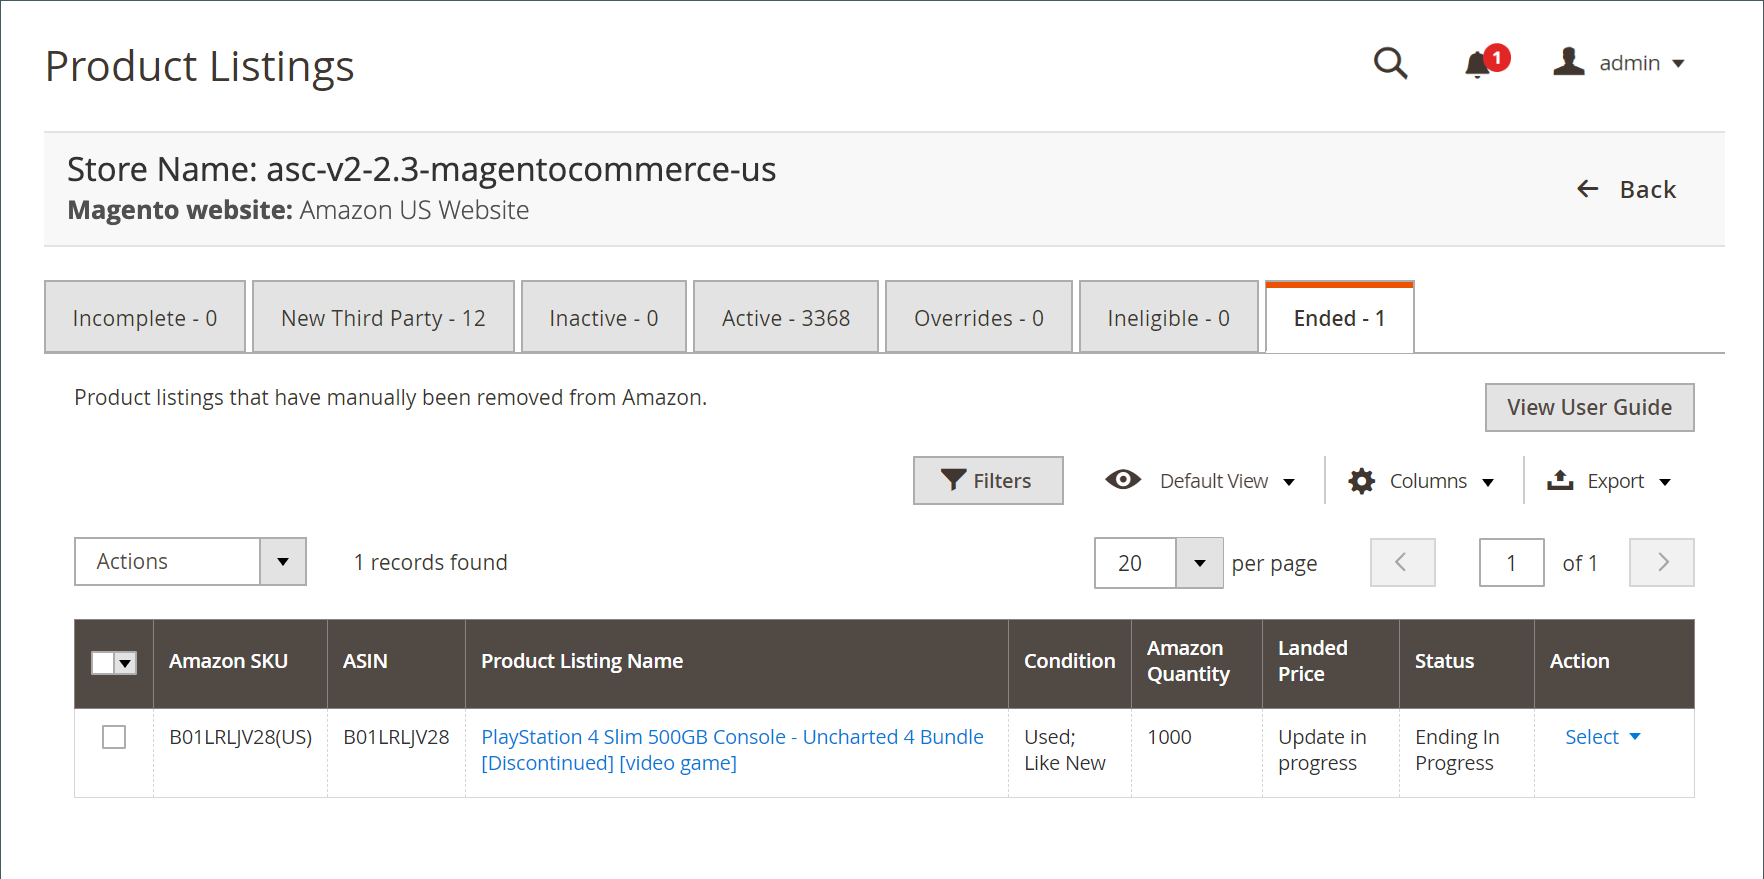 Product Listings
1
admin
Store Name: asc-v2-2.3-magentocommerce-us
Magento website: Amazon US Website
Back
Incomplete - 0
New Third Party - 12
Inactive - 0
Active - 3368
Overrides - 0
Ineligible - 0
Ended - 1
Product listings that have manually been removed from Amazon.
View User Guide
Filters
Default View
Columns
Export
Actions
1 records found
20
per page
1
of 1
Amazon SKU
ASIN
Product Listing Name
Condition
Amazon
Quantity
Landed
Price
Status
Action
B01LRLJV28(US)
B01LRLJV28
PlayStation 4 Slim 500GB Console - Uncharted 4 Bundle
[Discontinued] [video game]
Used;
Like New
1000
Update in
progress
Ending In
Progress
Select